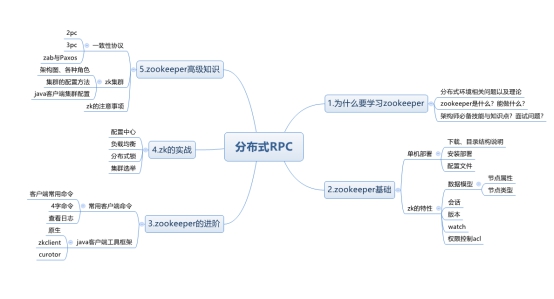 分布式RPC
1.为什么要学习zookeeper
分布式环境相关问题以及理论
zookeeper是什么？能做什么？
架构师必备技能与知识点？面试问题？
2.zookeeper基础
单机部署
下载、目录结构说明
安装部署
配置文件
zk的特性
数据模型
节点属性
节点类型
会话
版本
watch
权限控制acl
3.zookeeper的进阶
常用客户端命令
客户端常用命令
4字命令
查看日志
java客户端工具框架
原生
zkclient
curotor
4.zk的实战
配置中心
负载均衡
分布式锁
集群选举
5.zookeeper高级知识
一致性协议
2pc
3pc
zab与Paxos
zk集群
架构图、各种角色
集群的配置方法
java客户端集群配置
zk的注意事项